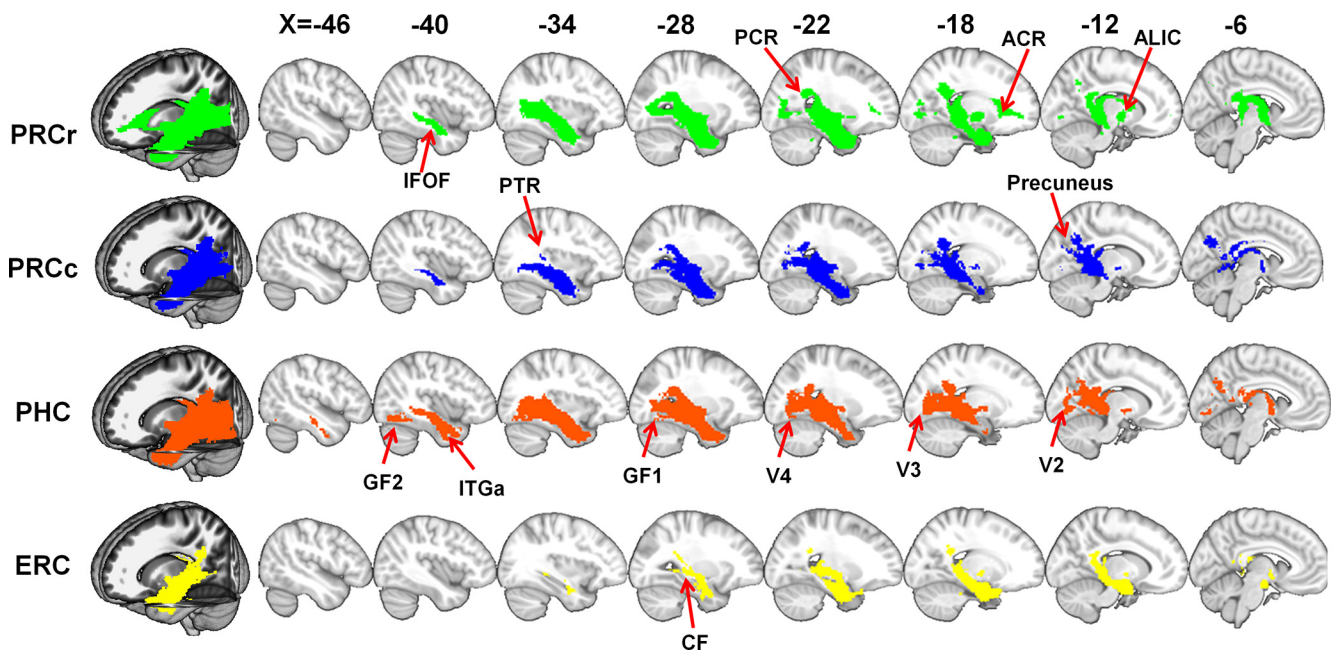 X=-46 -40 -34 -28 -22 -18 -12 -6
PCR ACR ALIC
PRCr
IFOF
PTR Precuneus
PRCc
PHC
GF2 ITGa GF1 V4 V3 V2
ERC
CF